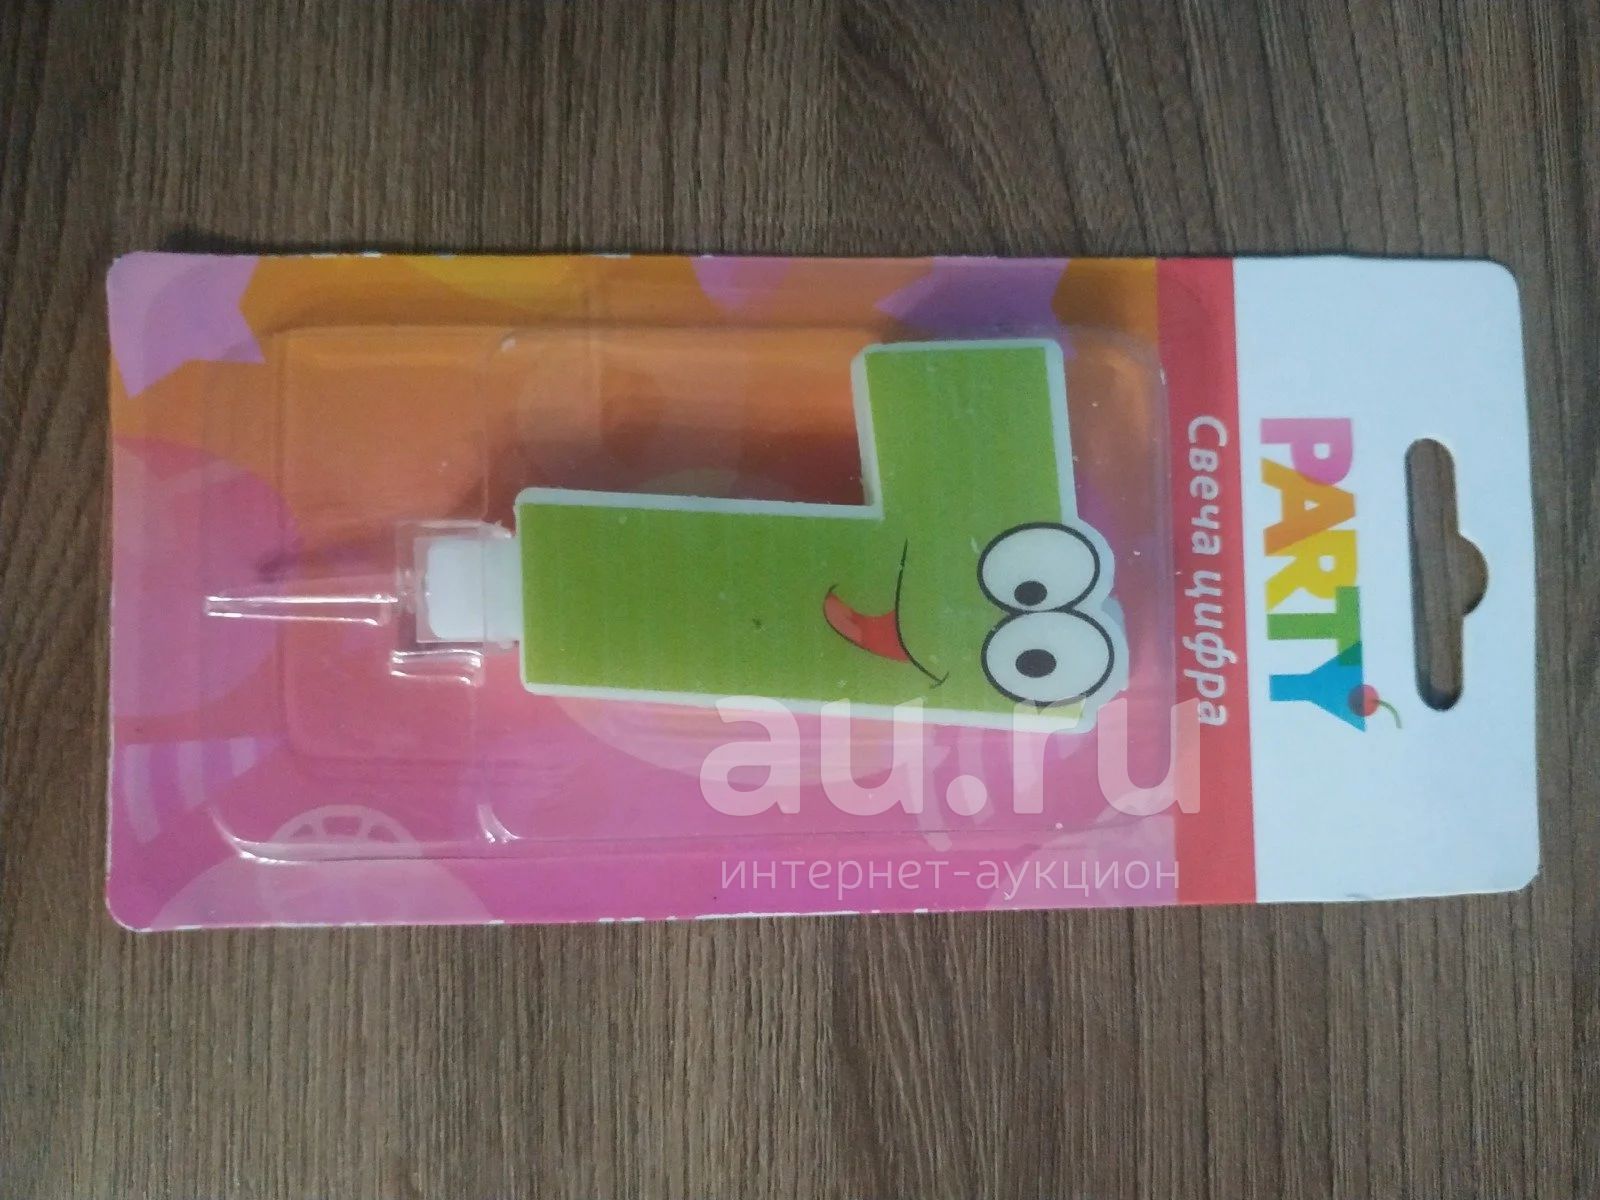 PARTY
Свеча цифра
au.ru
интернет-аукцион